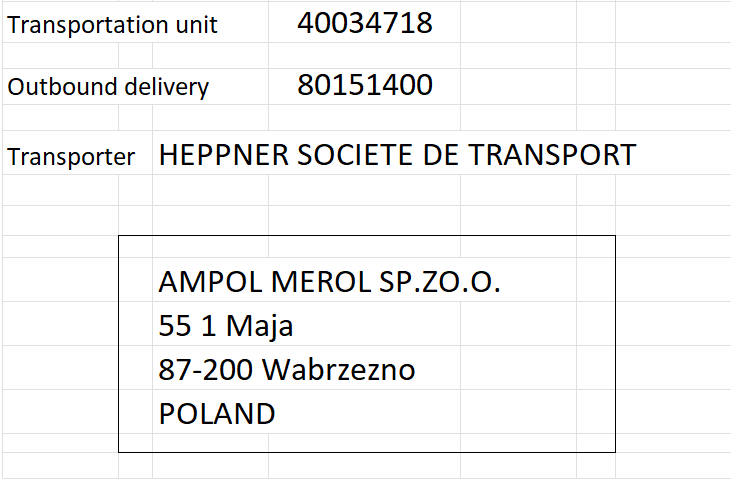 Transportation unit 40034718
Outbound delivery 80151400
Transporter HEPPNER SOCIETE DE TRANSPORT
AMPOL MEROL SP.ZO.O.
55 1 Maja
87-200 Wabrzezno
POLAND